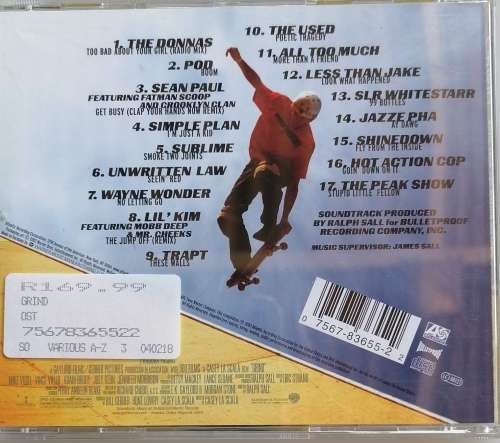 1. THE DONNAS
TOO BAD ABOUT YOUR GIRL (RADIO MIX)
2. POD
BOOM
3. SEAN PAUL
FEATURING FATMAN SCOOP
AND CROOKLYN CLAN
GET BUSY (CLAP YOUR HANDS NOW REMIX)
4. SIMPLE PLAN
I'M JUST A KID
5. SUBLIME
SMOKE TWO JOINTS
6. UNWRITTEN LAW
SEEIN' RED
7. WAYNE WONDER
NO LETTING GO
8. LIL' KIM
FEATURING MOBB DEEP
& MR. CHEEKS
THE JUMP OFF (REMIX)
9. TRAPT
THESE WALLS
10. THE USED
POETIC TRAGEDY
11. ALL TOO MUCH
MORE THAN A FRIEND
12. LESS THAN JAKE
LOOK WHAT HAPPENED
13. SLR WHITESTARR
99 BOTTLES
14. JAZZE PHA
AT DAWG
15. SHINEDOWN
FLY FROM THE INSIDE
16. HOT ACTION COP
GOIN' DOWN ON IT
17. THE PEAK SHOW
STUPID LITTLE FELLOW
SOUNDTRACK PRODUCED
BY RALPH SALL FOR BULLETPROOF
RECORDING COMPANY, INC.
MUSIC SUPERVISOR: JAMES SALL
R169.99
GRIND
OST
75678365522
SO VARIOUS A-Z 3 040218
0 7567-83655-2 2